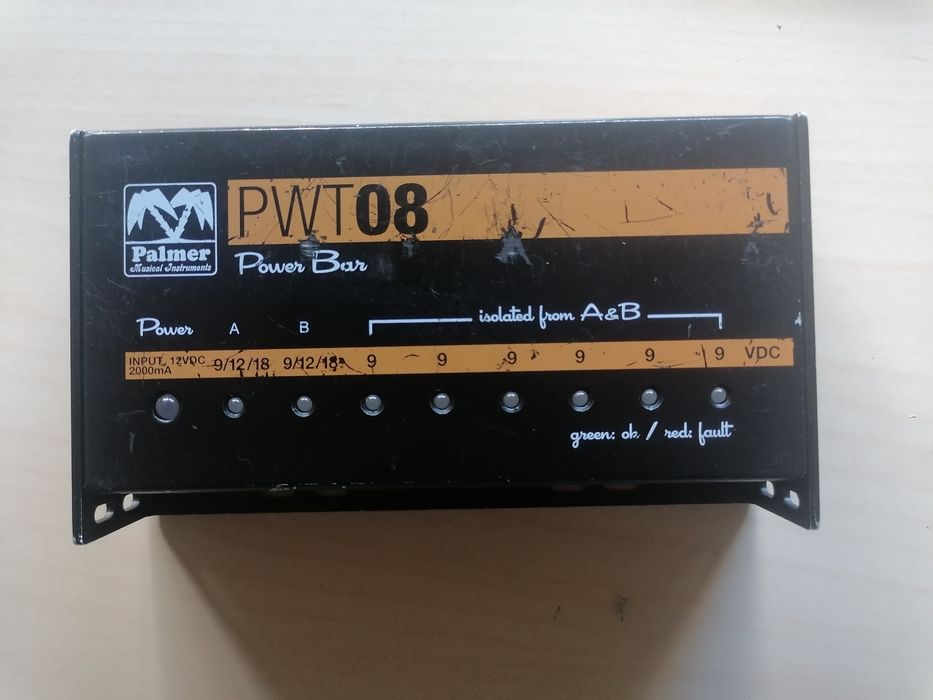 PWT08
Palmer
Musical Instruments
Power Bar
isolated from A&B
Power A B
INPUT 12VDC 9/12/18 9/12/18 9 9 9 9 9 9 VDC
2000mA
green: ok / red: fault